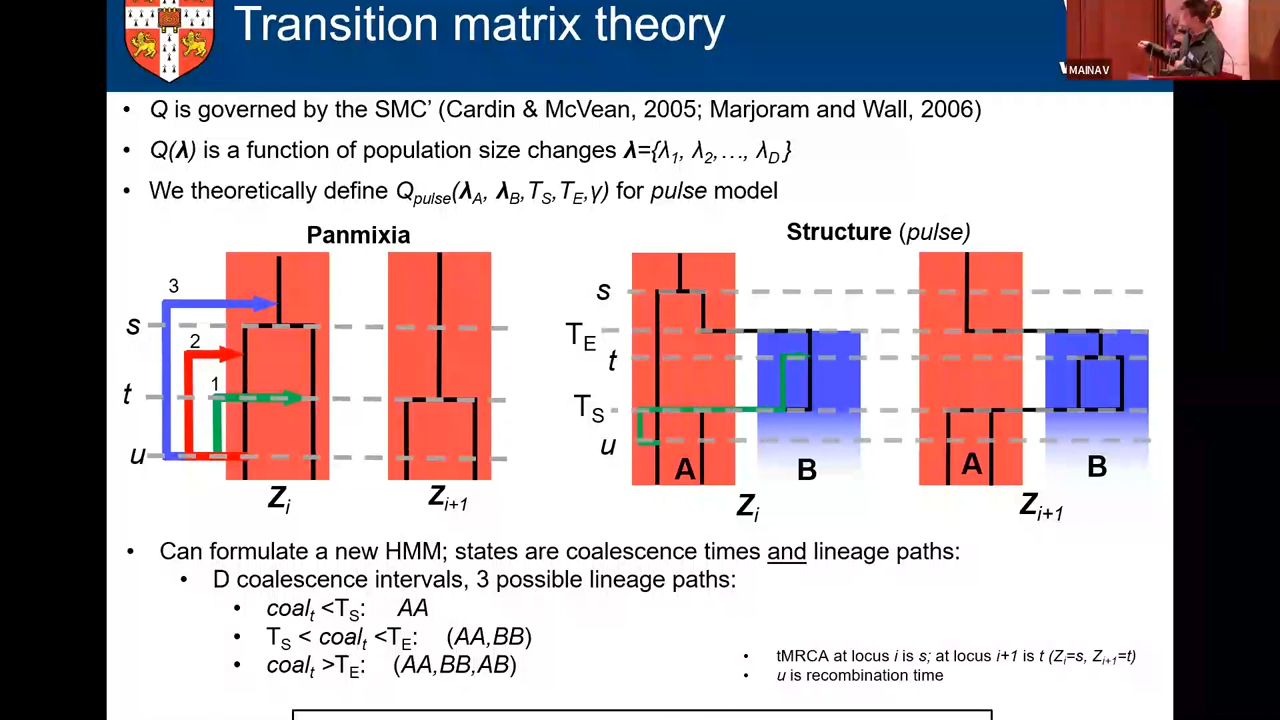 Transition matrix theory
MAINAV
• Q is governed by the SMC’ (Cardin & McVean, 2005; Marjoram and Wall, 2006)
• Q(λ) is a function of population size changes λ={λ1, λ2,…, λD}
• We theoretically define Qpulse(λA, λB,TS,TE,γ) for pulse model
Panmixia
Structure (pulse)
3
s
2
1
t
u
Zi
Zi+1
s
TE
t
TS
u
A
B
A
B
Zi
Zi+1
• Can formulate a new HMM; states are coalescence times and lineage paths:
• D coalescence intervals, 3 possible lineage paths:
• coalt <TS: AA
• TS < coalt <TE: (AA,BB)
• coalt >TE: (AA,BB,AB)
• tMRCA at locus i is s; at locus i+1 is t (Zi=s, Zi+1=t)
• u is recombination time